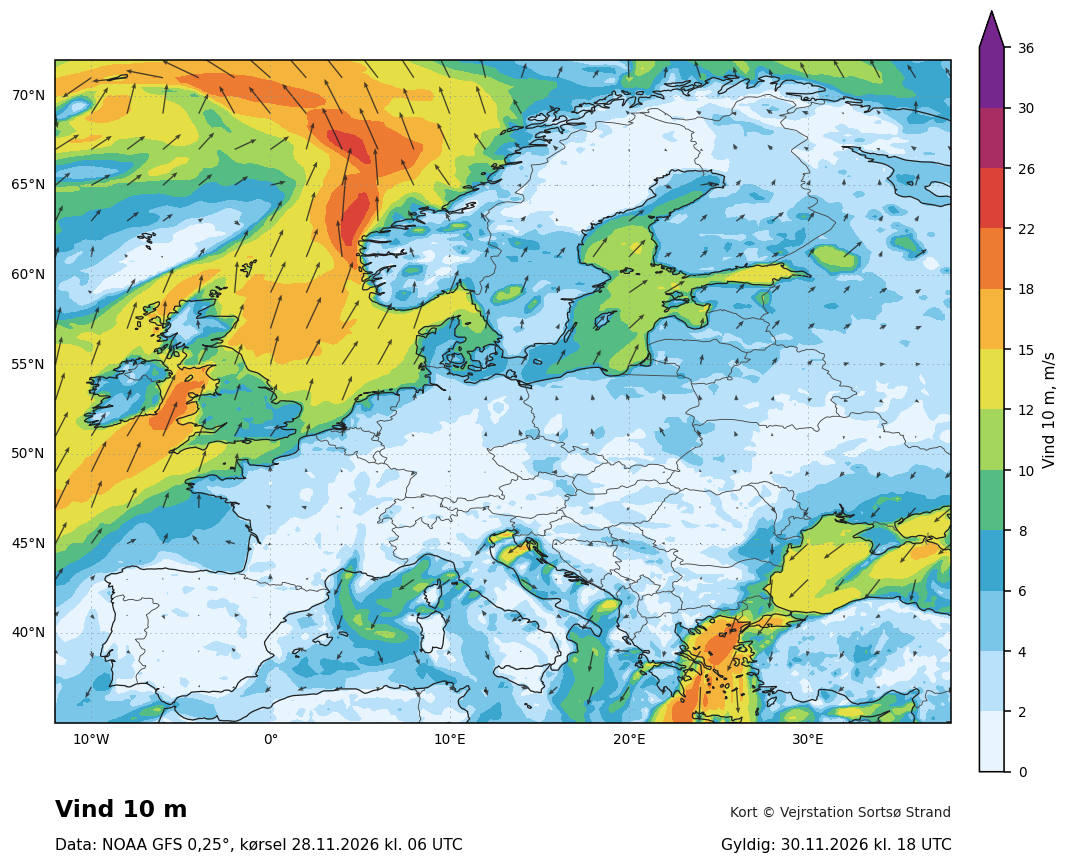 36
30
26
22
18
15
12
10
8
6
4
2
0
Vind 10 m, m/s
70°N
65°N
60°N
55°N
50°N
45°N
40°N
10°W
0°
10°E
20°E
30°E
Vind 10 m
Kort © Vejrstation Sortsø Strand
Data: NOAA GFS 0,25°, kørsel 28.11.2026 kl. 06 UTC
Gyldig: 30.11.2026 kl. 18 UTC